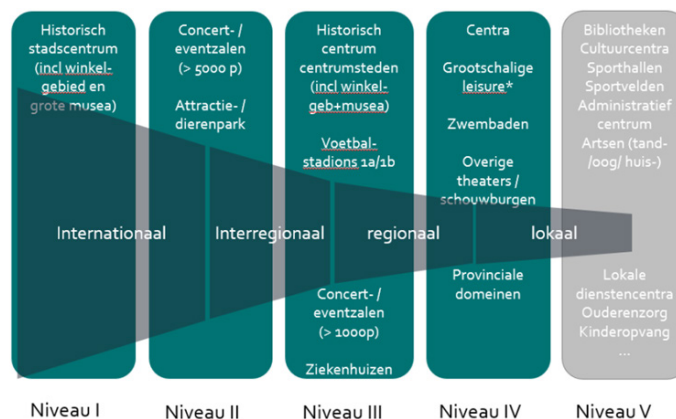 Historisch
stadscentrum
(incl winkel-
gebied en
grote musea)
Concert- /
eventzalen
(> 5000 p)
Attractie- /
dierenpark
Historisch
centrum
centrumsteden
(incl winkel-
geb+musea)
Voetbal-
stadions 1a/1b
Centra
Grootschalige
leisure*
Zwembaden
Overige
theaters /
schouwburgen
Bibliotheken
Cultuurcentra
Sporthallen
Sportvelden
Administratief
centrum
Artsen (tand-
/oog/ huis-)
Internationaal
Interregionaal
regionaal
lokaal
Concert- /
eventzalen
(> 1000p)
Ziekenhuizen
Provinciale
domeinen
Lokale
dienstencentra
Ouderenzorg
Kinderopvang
...
Niveau I
Niveau II
Niveau III
Niveau IV
Niveau V